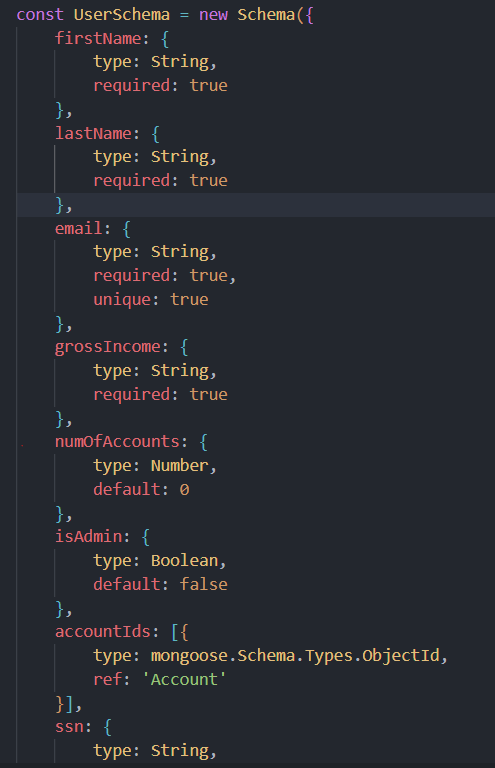 const UserSchema = new Schema({
    firstName: {
        type: String,
        required: true
    },
    lastName: {
        type: String,
        required: true
    },
    email: {
        type: String,
        required: true,
        unique: true
    },
    grossIncome: {
        type: String,
        required: true
    },
    numOfAccounts: {
        type: Number,
        default: 0
    },
    isAdmin: {
        type: Boolean,
        default: false
    },
    accountIds: [{
        type: mongoose.Schema.Types.ObjectId,
        ref: 'Account'
    }],
    ssn: {
        type: String,